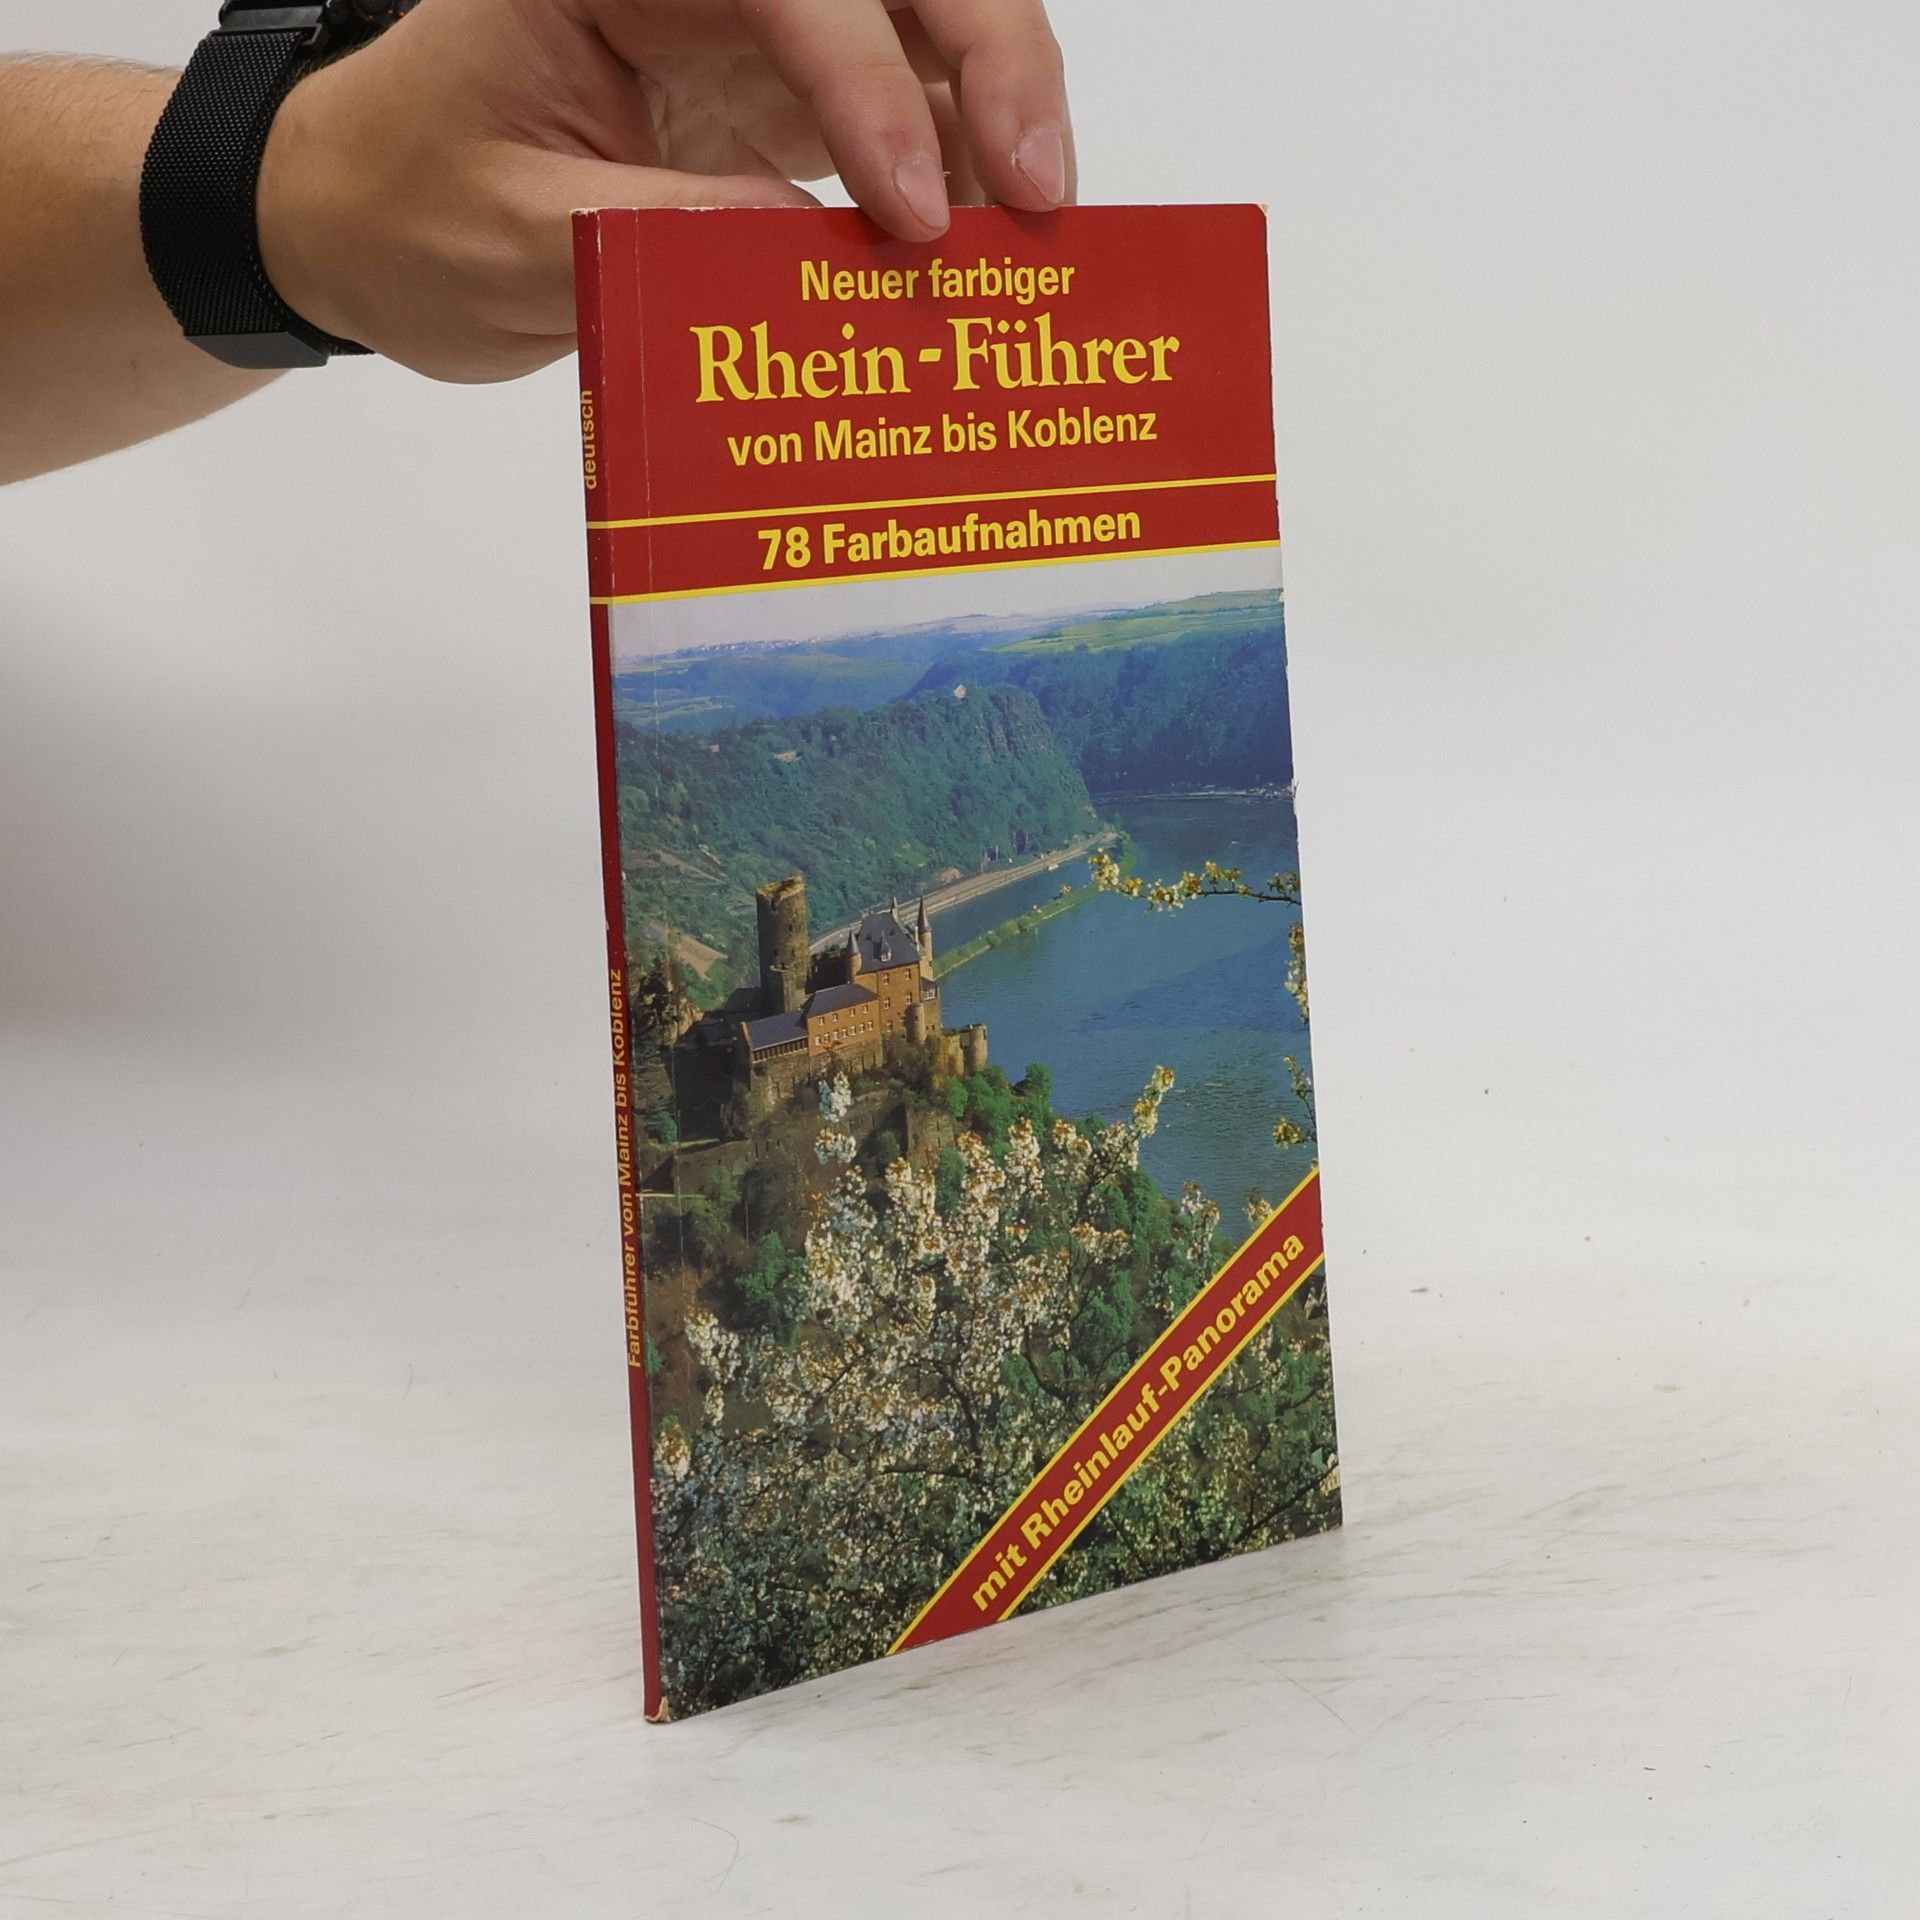 Neuer farbiger
Rhein-Führer
von Mainz bis Koblenz
78 Farbaufnahmen
mit Rheinlauf-Panorama
deutsch
Farbführer von Mainz bis Koblenz